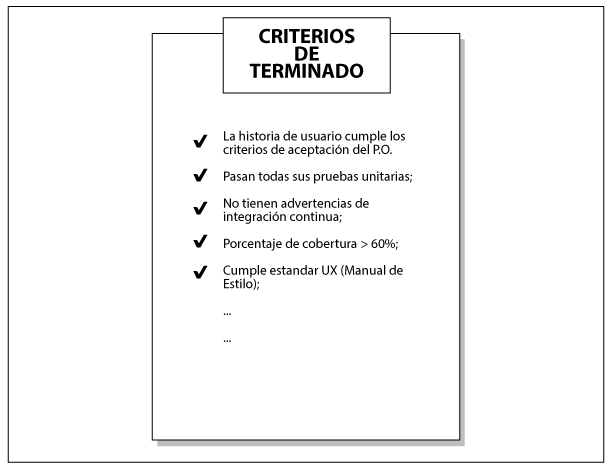 CRITERIOS
DE
TERMINADO
La historia de usuario cumple los
criterios de aceptación del P.O.
Pasan todas sus pruebas unitarias;
No tienen advertencias de
integración continua;
Porcentaje de cobertura > 60%;
Cumple estandar UX (Manual de
Estilo);
...
...